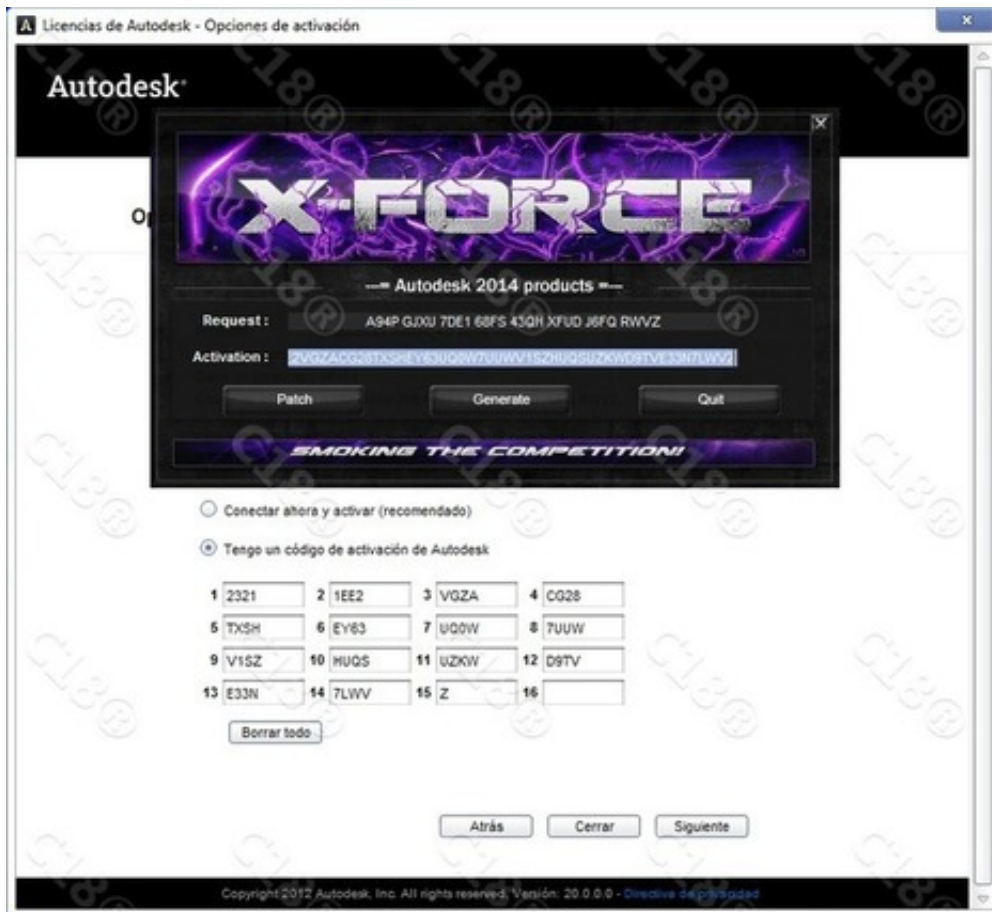 Licencias de Autodesk - Opciones de activación
Autodesk
X-FORCE
---= Autodesk 2014 products =---
Request : A94P GJXU 7DE1 68FS 43QH XFUD J6FQ RWVZ
Activation : 2VGZACG28TXSHEY63UQ0W7UUWV1SZHUQSUZKWD9TVE33N7LWVZ
Patch Generate Quit
SMOKING THE COMPETITION!
Conectar ahora y activar (recomendado)
Tengo un código de activación de Autodesk
1 2321 2 1EE2 3 VGZA 4 CG28
5 TXSH 6 EY63 7 UQ0W 8 7UUW
9 V1SZ 10 HUQS 11 UZKW 12 D9TV
13 E33N 14 7LWV 15 Z 16
Borrar todo
Atrás Cerrar Siguiente
Copyright 2012 Autodesk, Inc. All rights reserved. Versión: 20.0.0.0 - Directiva de privacidad
C18®